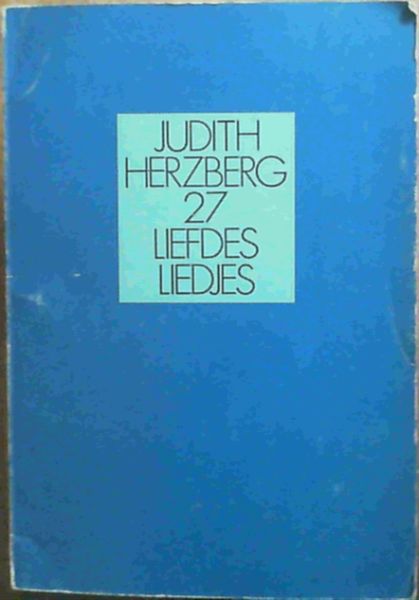 JUDITH
HERZBERG
27
LIEFDES
LIEDJES